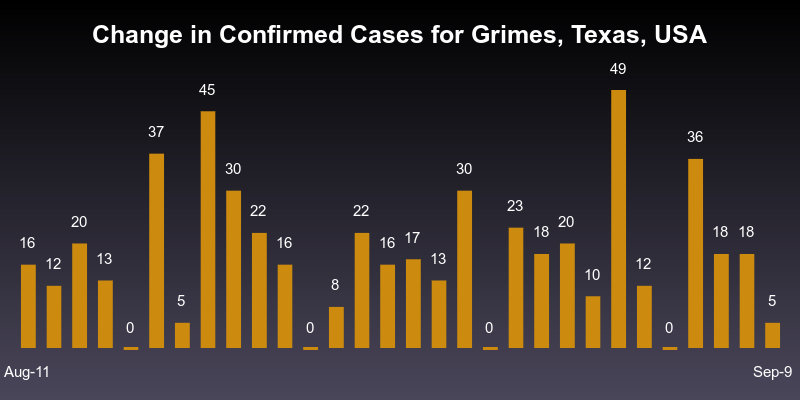 Change in Confirmed Cases for Grimes, Texas, USA
16 12 20 13 0 37 5 45 30 22 16 0 8 22 16 17 13 30 0 23 18 20 10 49 12 0 36 18 18 5
Aug-11 Sep-9